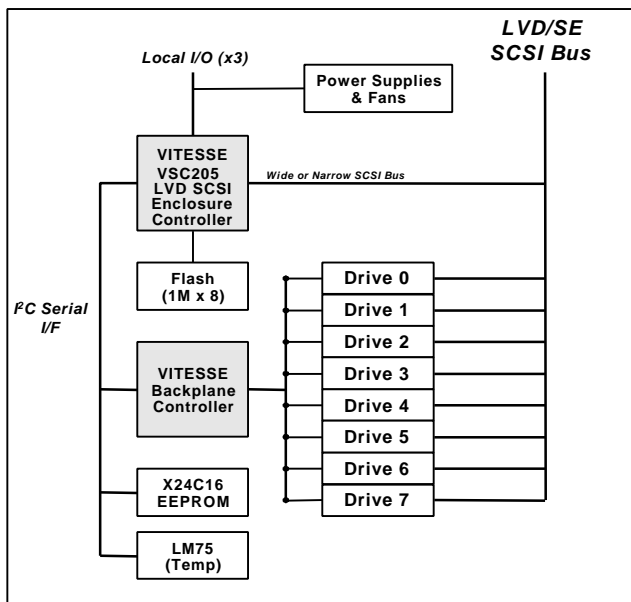 LVD/SE
SCSI Bus
Local I/O (x3)
Power Supplies
& Fans
VITESSE
VSC205
LVD SCSI
Enclosure
Controller
Wide or Narrow SCSI Bus
Flash
(1M x 8)
I²C Serial
I/F
VITESSE
Backplane
Controller
Drive 0
Drive 1
Drive 2
Drive 3
Drive 4
Drive 5
Drive 6
Drive 7
X24C16
EEPROM
LM75
(Temp)